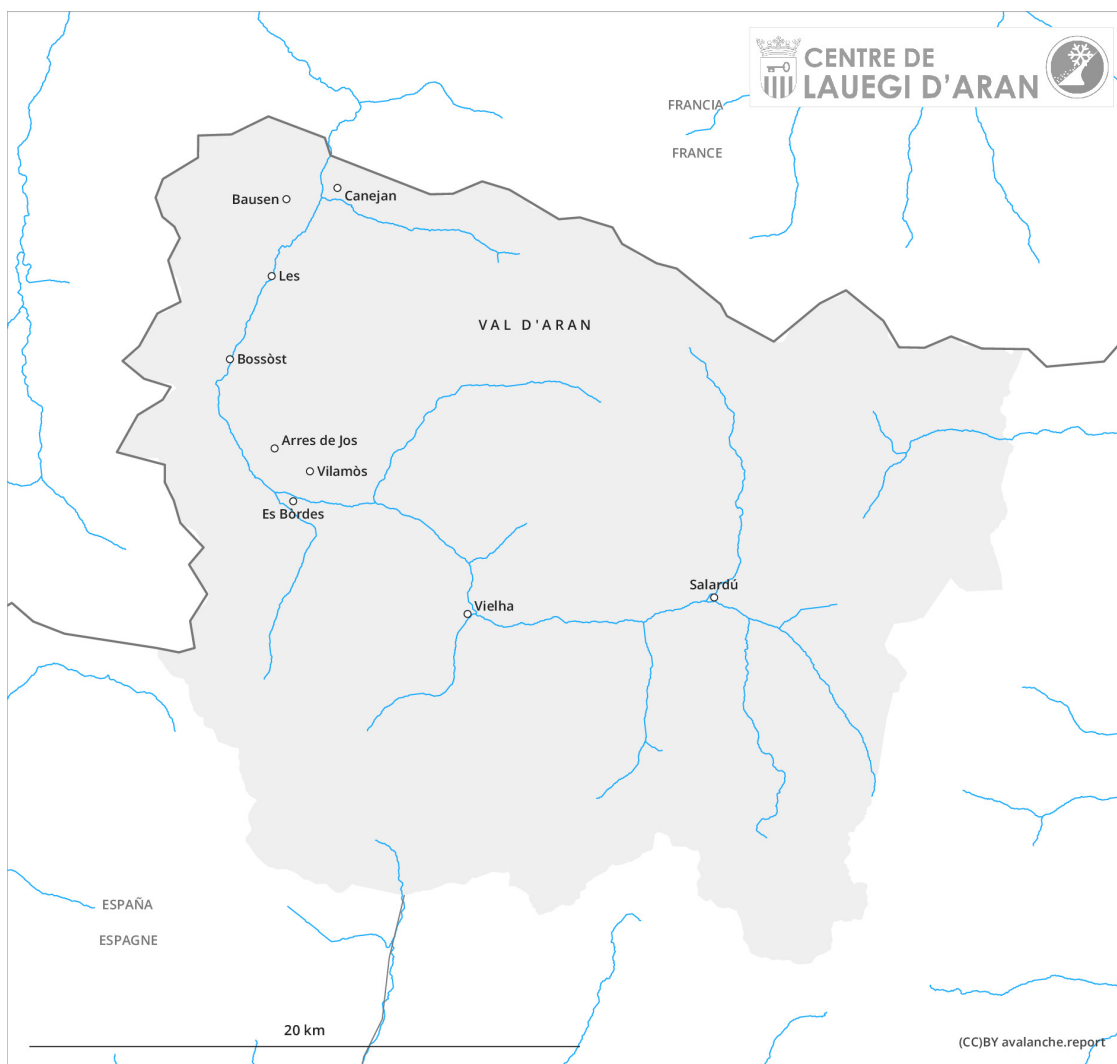 CENTRE DE
LAUEGI D'ARAN
FRANCIA
FRANCE
Bausen
Canejan
Les
VAL D'ARAN
Bossòst
Arres de Jos
Vilamòs
Es Bòrdes
Salardú
Vielha
ESPAÑA
ESPAGNE
20 km
(CC)BY avalanche.report